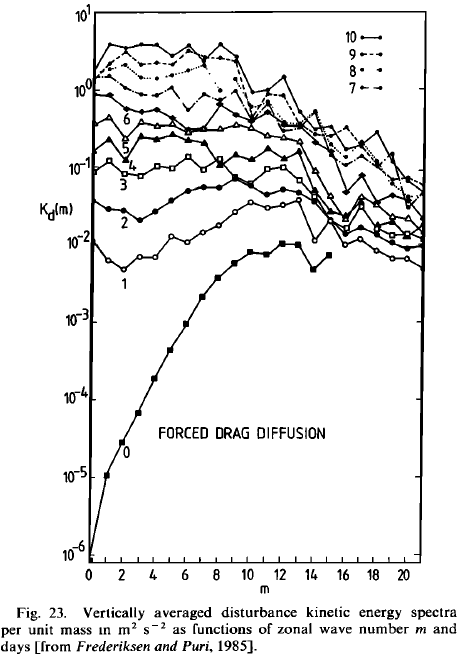 10¹
10
9
8
7
10⁰
6
5
10⁻¹
4
3
K_d(m)
2
10⁻²
1
10⁻³
10⁻⁴
FORCED DRAG DIFFUSION
0
10⁻⁵
10⁻⁶
0 2 4 6 8 10 12 14 16 18 20
m
Fig. 23. Vertically averaged disturbance kinetic energy spectra
per unit mass in m² s⁻² as functions of zonal wave number m and
days [from Frederiksen and Puri, 1985].